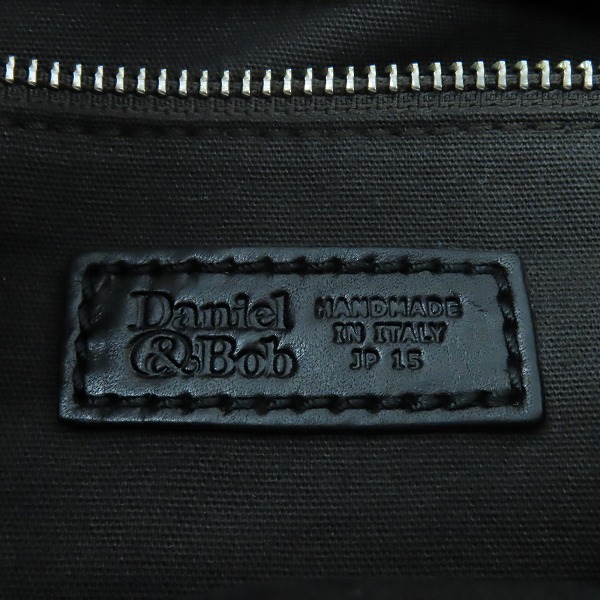 Daniel
&Bob
HANDMADE
IN ITALY
JP 15